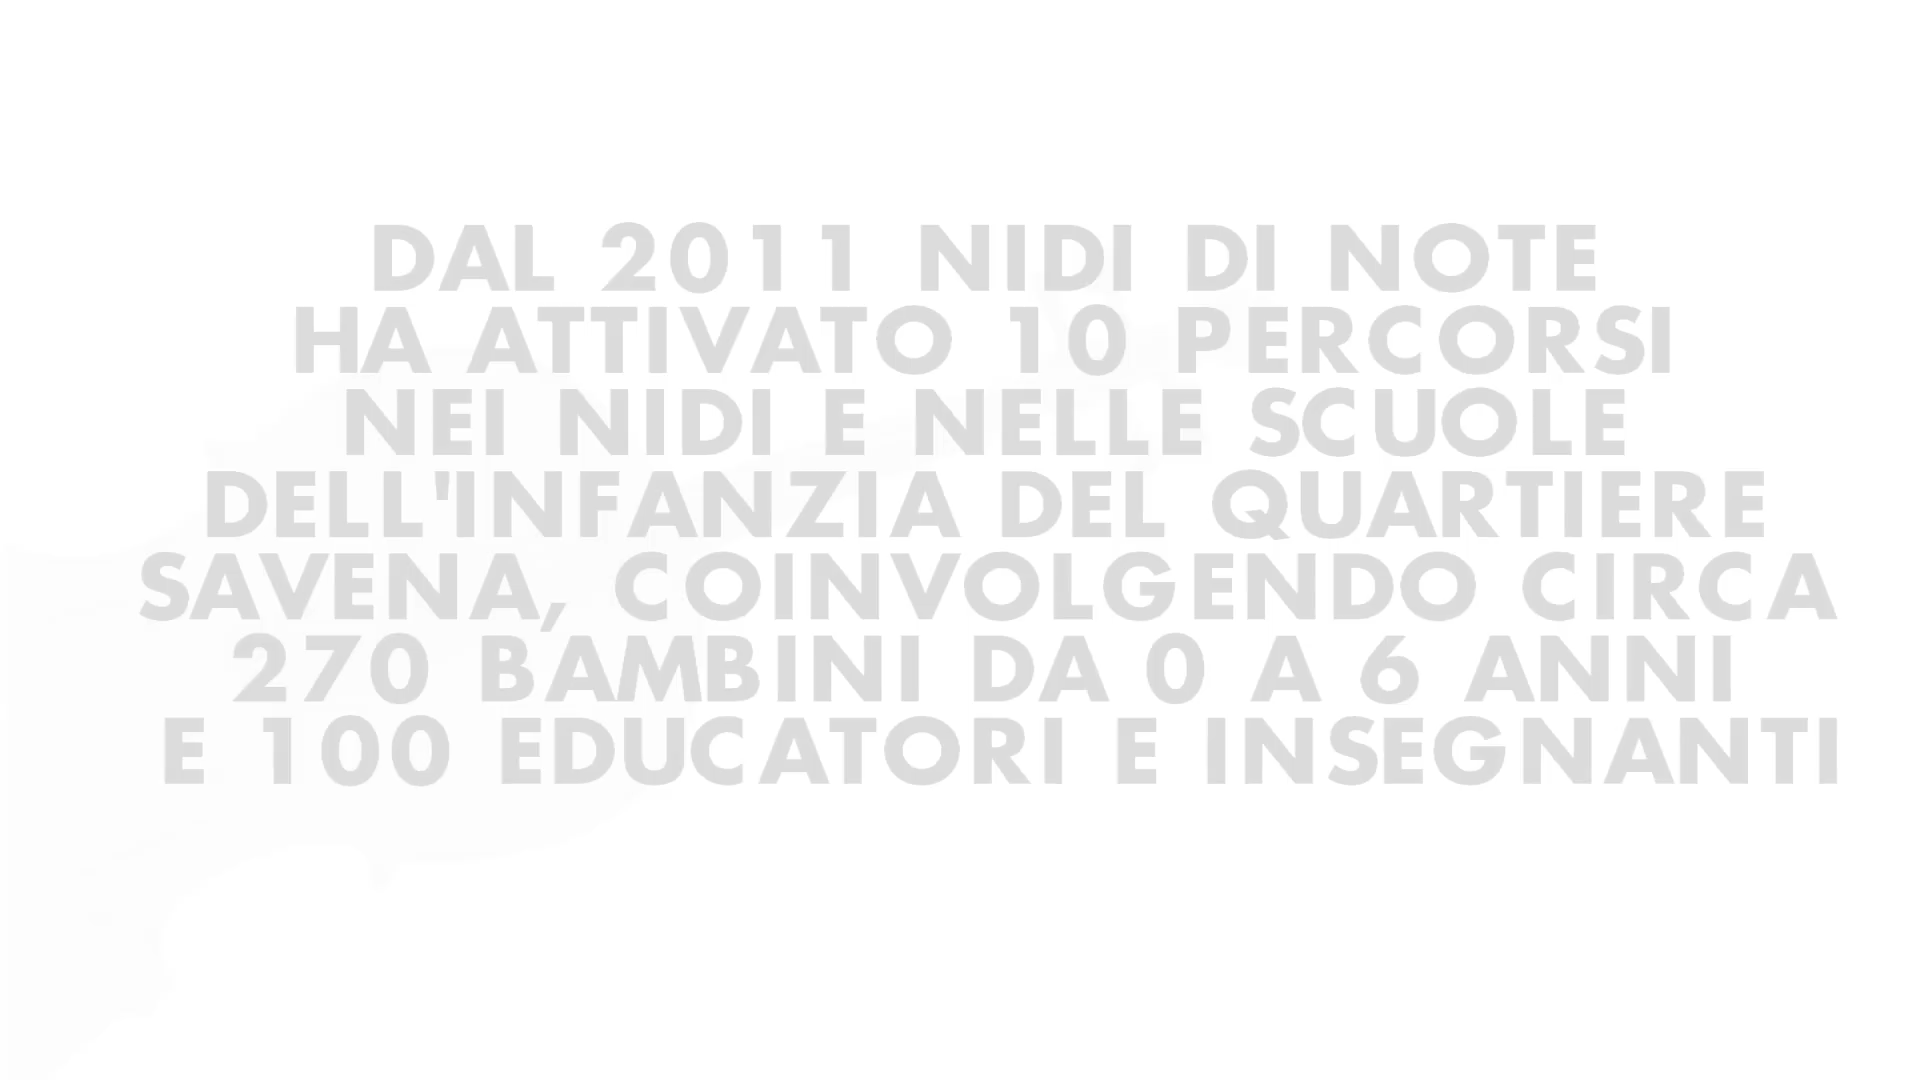 DAL 2011 NIDI DI NOTE
HA ATTIVATO 10 PERCORSI
NEI NIDI E NELLE SCUOLE
DELL'INFANZIA DEL QUARTIERE
SAVENA, COINVOLGENDO CIRCA
270 BAMBINI DA 0 A 6 ANNI
E 100 EDUCATORI E INSEGNANTI